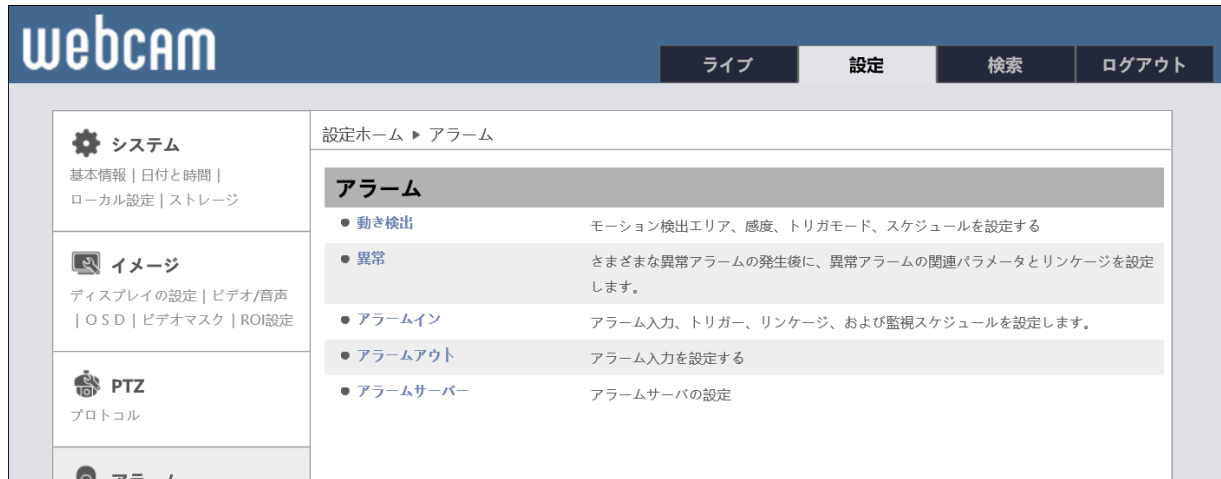 webcam
ライブ
設定
検索
ログアウト
システム
基本情報 | 日付と時間 |
ローカル設定 | ストレージ
イメージ
ディスプレイの設定 | ビデオ/音声
| ＯＳＤ | ビデオマスク | ROI設定
PTZ
プロトコル
アラーム
設定ホーム ▶ アラーム
アラーム
● 動き検出
モーション検出エリア、感度、トリガモード、スケジュールを設定する
● 異常
さまざまな異常アラームの発生後に、異常アラームの関連パラメータとリンケージを設定
します。
● アラームイン
アラーム入力、トリガー、リンケージ、および監視スケジュールを設定します。
● アラームアウト
アラーム入力を設定する
● アラームサーバー
アラームサーバの設定